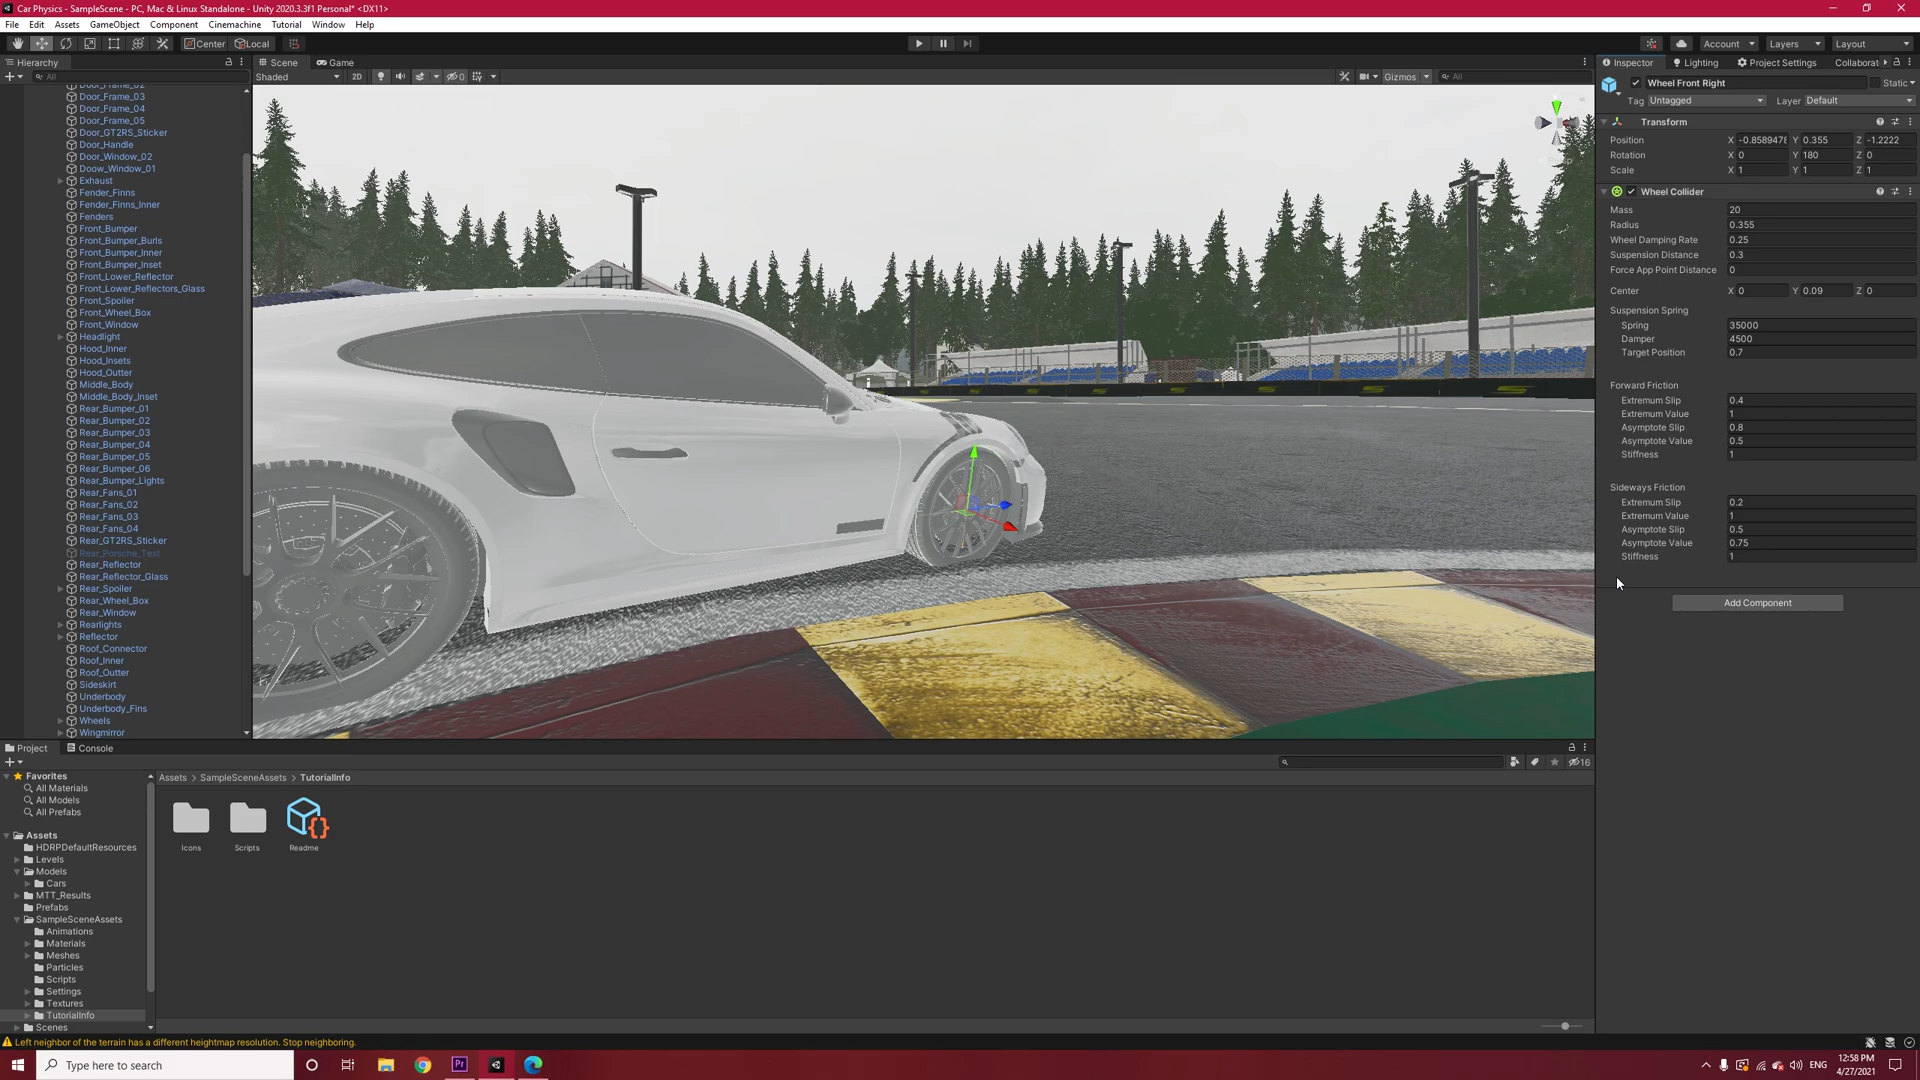 Car Physics - SampleScene - PC, Mac & Linux Standalone - Unity 2020.3.3f1 Personal* <DX11>
File Edit Assets GameObject Component Cinemachine Tutorial Window Help
Center Local Account Layers Layout
Hierarchy
All
Door_Frame_02
Door_Frame_03
Door_Frame_04
Door_Frame_05
Door_GT2RS_Sticker
Door_Handle
Door_Window_02
Doow_Window_01
Exhaust
Fender_Finns
Fender_Finns_Inner
Fenders
Front_Bumper
Front_Bumper_Burls
Front_Bumper_Inner
Front_Bumper_Inset
Front_Lower_Reflector
Front_Lower_Reflectors_Glass
Front_Spoiler
Front_Wheel_Box
Front_Window
Headlight
Hood_Inner
Hood_Insets
Hood_Outter
Middle_Body
Middle_Body_Inset
Rear_Bumper_01
Rear_Bumper_02
Rear_Bumper_03
Rear_Bumper_04
Rear_Bumper_05
Rear_Bumper_06
Rear_Bumper_Lights
Rear_Fans_01
Rear_Fans_02
Rear_Fans_03
Rear_Fans_04
Rear_GT2RS_Sticker
Rear_Porsche_Text
Rear_Reflector
Rear_Reflector_Glass
Rear_Spoiler
Rear_Wheel_Box
Rear_Window
Rearlights
Reflector
Roof_Connector
Roof_Inner
Roof_Outter
Sideskirt
Underbody
Underbody_Fins
Wheels
Wingmirror
Scene Game
Shaded 2D 0 Gizmos All
Inspector Lighting Project Settings Collaborat
Wheel Front Right Static
Tag Untagged Layer Default
Transform
Position X -0.8589478 Y 0.355 Z -1.2222
Rotation X 0 Y 180 Z 0
Scale X 1 Y 1 Z 1
Wheel Collider
Mass 20
Radius 0.355
Wheel Damping Rate 0.25
Suspension Distance 0.3
Force App Point Distance 0
Center X 0 Y 0.09 Z 0
Suspension Spring
Spring 35000
Damper 4500
Target Position 0.7
Forward Friction
Extremum Slip 0.4
Extremum Value 1
Asymptote Slip 0.8
Asymptote Value 0.5
Stiffness 1
Sideways Friction
Extremum Slip 0.2
Extremum Value 1
Asymptote Slip 0.5
Asymptote Value 0.75
Stiffness 1
Add Component
Project Console
16
Favorites
All Materials
All Models
All Prefabs
Assets
HDRPDefaultResources
Levels
Models
Cars
MTT_Results
Prefabs
SampleSceneAssets
Animations
Materials
Meshes
Particles
Scripts
Settings
Textures
TutorialInfo
Scenes
Assets > SampleSceneAssets > TutorialInfo
Icons Scripts Readme
Left neighbor of the terrain has a different heightmap resolution. Stop neighboring.
Type here to search
Pr
ENG
12:58 PM
4/27/2021